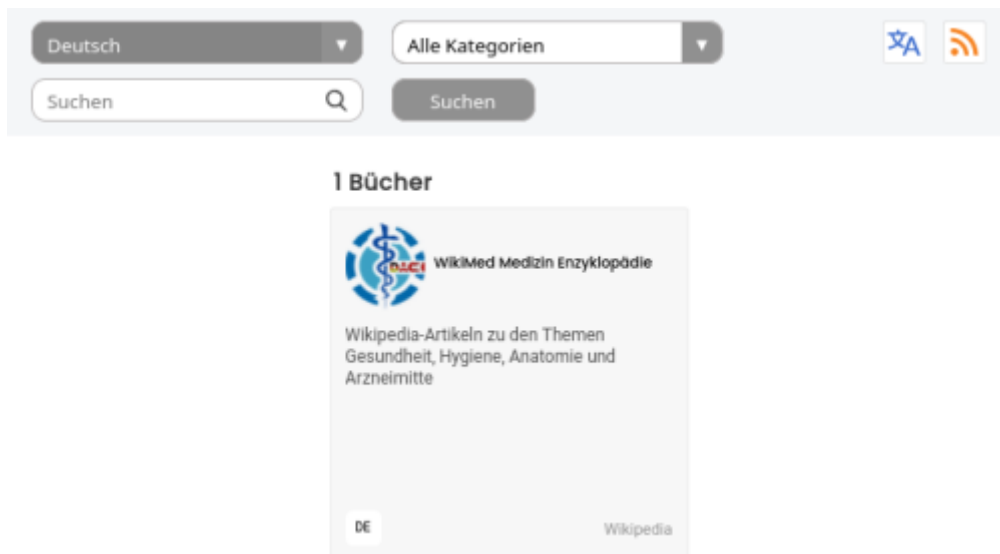 Deutsch
Alle Kategorien
Suchen
Suchen
1 Bücher
WikiMed Medizin Enzyklopädie
Wikipedia-Artikeln zu den Themen
Gesundheit, Hygiene, Anatomie und
Arzneimitte
DE
Wikipedia